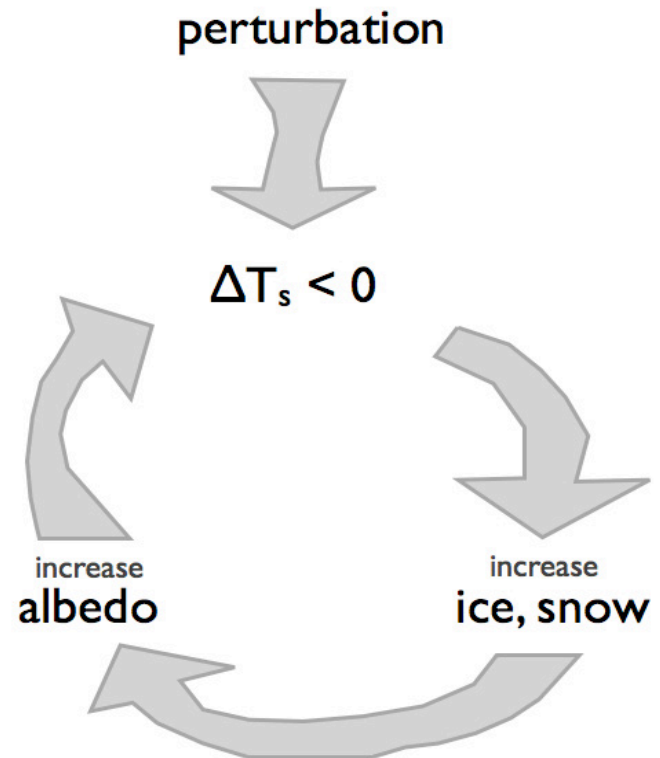 perturbation
ΔTₛ < 0
increase
albedo
increase
ice, snow